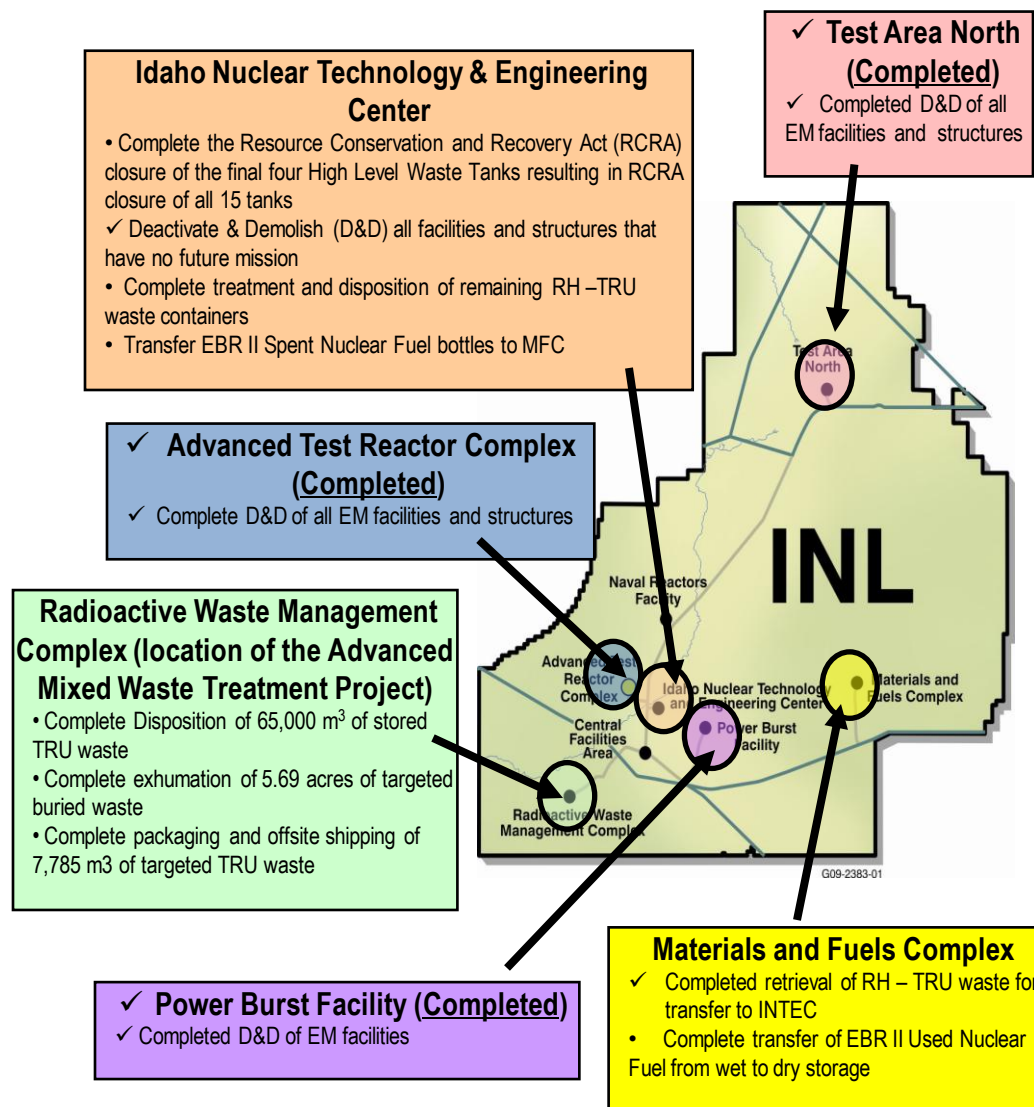 ✓ Test Area North
(Completed)
✓ Completed D&D of all
EM facilities and structures
Idaho Nuclear Technology & Engineering
Center
• Complete the Resource Conservation and Recovery Act (RCRA)
closure of the final four High Level Waste Tanks resulting in RCRA
closure of all 15 tanks
✓ Deactivate & Demolish (D&D) all facilities and structures that
have no future mission
• Complete treatment and disposition of remaining RH –TRU
waste containers
• Transfer EBR II Spent Nuclear Fuel bottles to MFC
✓ Advanced Test Reactor Complex
(Completed)
✓ Complete D&D of all EM facilities and structures
Radioactive Waste Management
Complex (location of the Advanced
Mixed Waste Treatment Project)
• Complete Disposition of 65,000 m³ of stored
TRU waste
• Complete exhumation of 5.69 acres of targeted
buried waste
• Complete packaging and offsite shipping of
7,785 m3 of targeted TRU waste
Test Area
North
INL
Naval Reactors
Facility
Advanced Test
Reactor
Complex
Idaho Nuclear Technology
and Engineering Center
Materials and
Fuels Complex
Central
Facilities
Area
Power Burst
Facility
Radioactive Waste
Management Complex
G09-2383-01
✓ Power Burst Facility (Completed)
✓ Completed D&D of EM facilities
Materials and Fuels Complex
✓ Completed retrieval of RH – TRU waste for
transfer to INTEC
• Complete transfer of EBR II Used Nuclear
Fuel from wet to dry storage